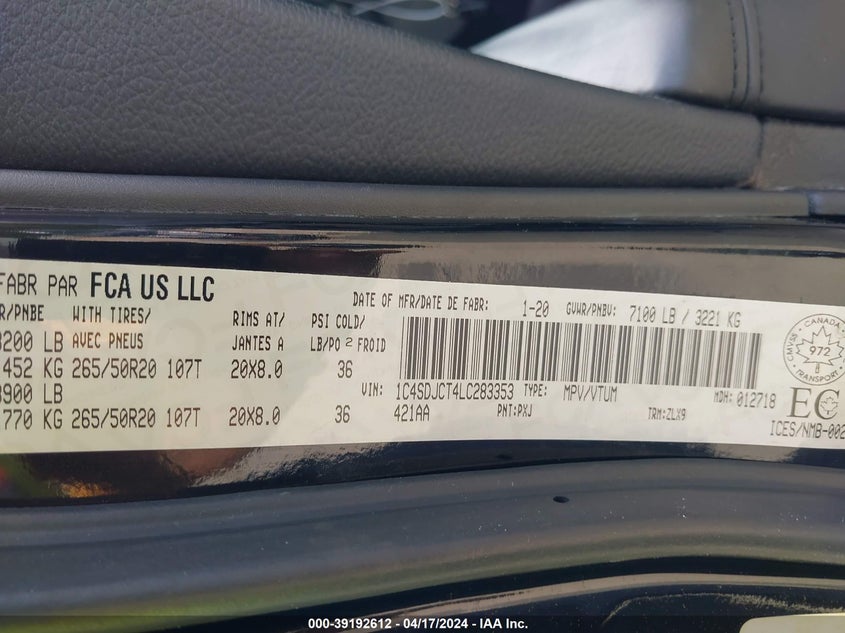 FABR PAR FCA US LLC
DATE OF MFR/DATE DE FABR: 1-20 GVWR/PNBV: 7100 LB / 3221 KG
R/PNBE WITH TIRES/ RIMS AT/ PSI COLD/
200 LB AVEC PNEUS JANTES A LB/PO 2 FROID
452 KG 265/50R20 107T 20X8.0 36
VIN: 1C4SDJCT4LC283353 TYPE: MPV/VTUM MDH: 012718
900 LB
770 KG 265/50R20 107T 20X8.0 36
421AA PNT:PXJ TRM:ZLX9
CANADA
CMVSS
972
8
TRANSPORTS
EC
ICES/NMB-002
000-39192612 - 04/17/2024 - IAA Inc.